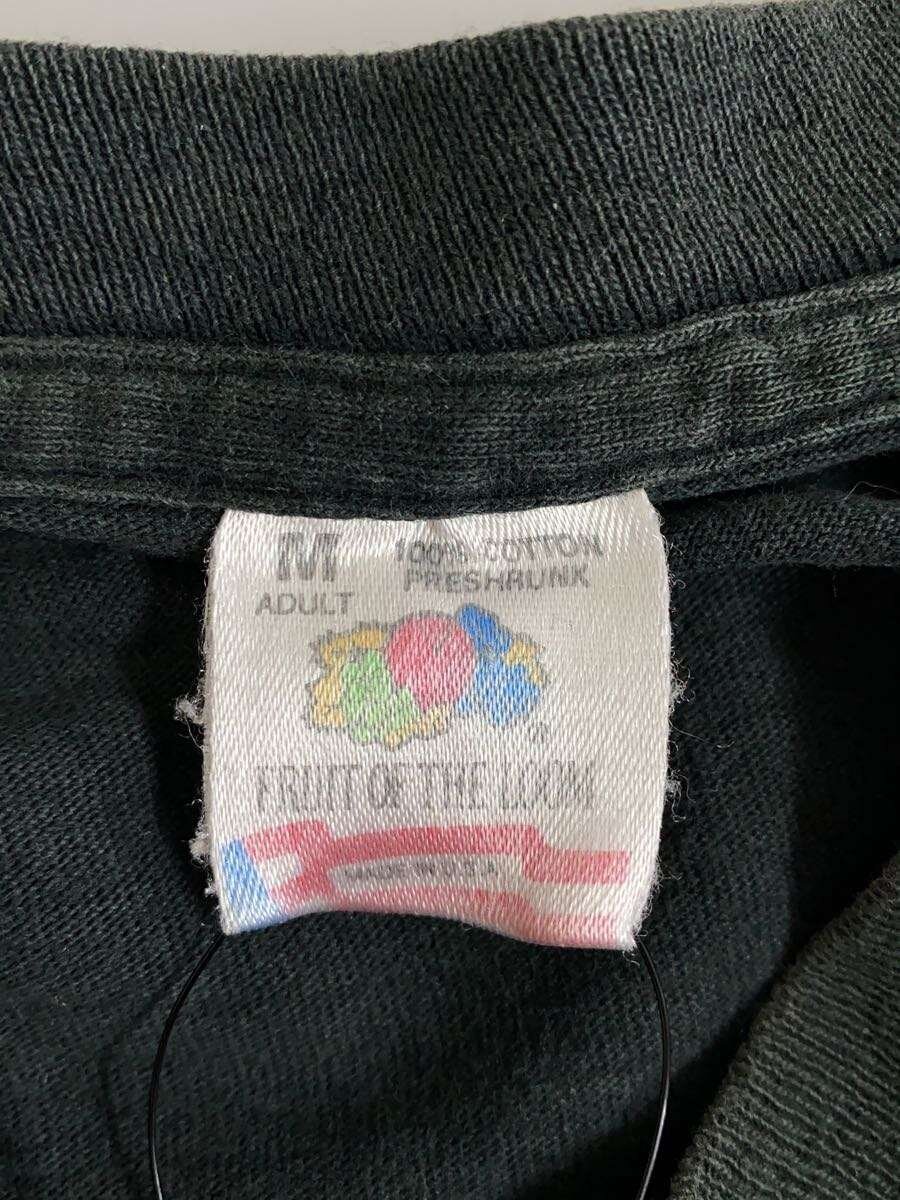 M
ADULT
100% COTTON
PRESHRUNK
®
FRUIT OF THE LOOM
MADE IN U.S.A.